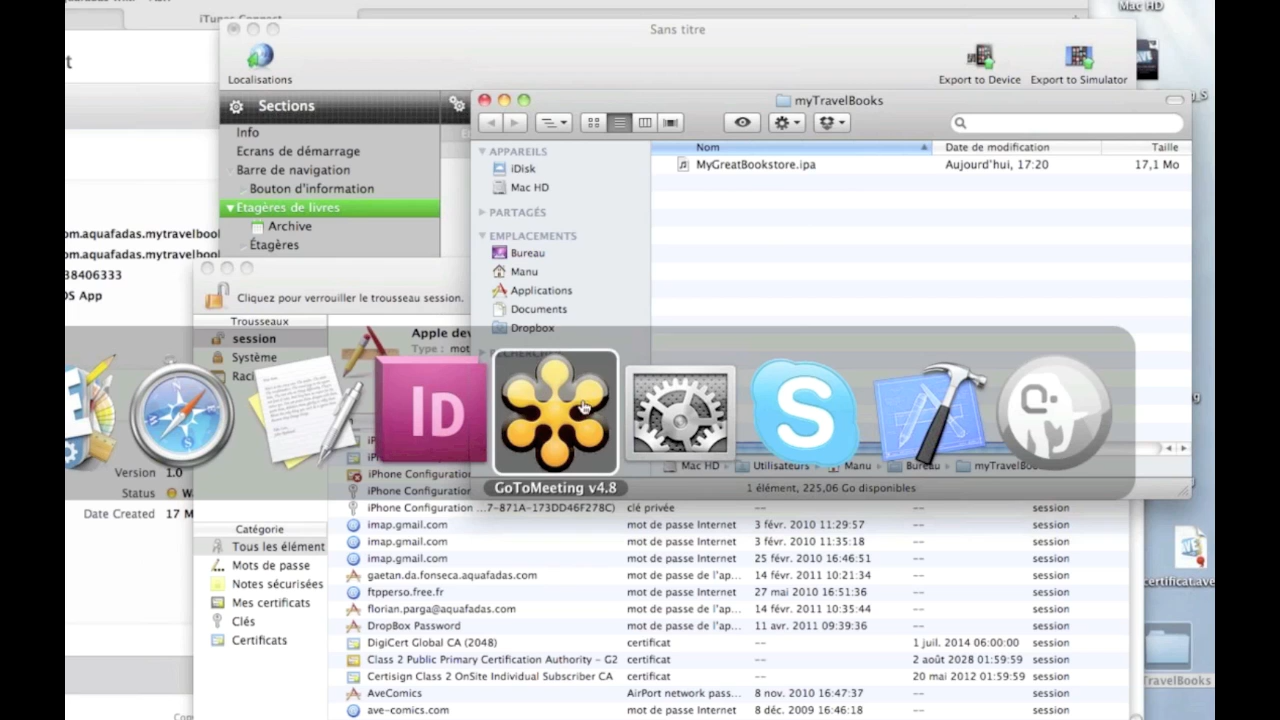 iTunes Connect
Mac HD
Sans titre
Localisations
Export to Device
Export to Simulator
Sections
myTravelBooks
Info
Ecrans de démarrage
Barre de navigation
Bouton d'information
Etagères de livres
Archive
Étagères
Nom
Date de modification
Taille
APPAREILS
iDisk
Mac HD
PARTAGÉS
EMPLACEMENTS
Bureau
Manu
Applications
Documents
Dropbox
MyGreatBookstore.ipa
Aujourd'hui, 17:20
17,1 Mo
om.aquafadas.mytravelbool
om.aquafadas.mytravelbool
38406333
OS App
Cliquez pour verrouiller le trousseau session.
Trousseaux
session
Système
Raci
Apple dev
Type : mot
ID
S
GoToMeeting v4.8
Mac HD
Utilisateurs
Manu
Bureau
myTravelBo
1 élément, 225,06 Go disponibles
Version 1.0
Status
Date Created 17 M
iPhone Configuration
iPhone Configuration
iPhone Configuration ...7-871A-173DD46F278C) clé privée -- -- session
imap.gmail.com mot de passe Internet 3 févr. 2010 11:29:57 -- session
imap.gmail.com mot de passe Internet 3 févr. 2010 11:35:18 -- session
imap.gmail.com mot de passe Internet 25 févr. 2010 16:46:51 -- session
gaetan.da.fonseca.aquafadas.com mot de passe de l'ap... 14 févr. 2011 10:21:34 -- session
ftpperso.free.fr mot de passe Internet 27 mai 2010 16:51:36 -- session
florian.parga@aquafadas.com mot de passe de l'ap... 14 févr. 2011 10:35:44 -- session
DropBox Password mot de passe de l'ap... 11 avr. 2011 09:39:36 -- session
DigiCert Global CA (2048) certificat -- 1 juil. 2014 06:00:00 session
Class 2 Public Primary Certification Authority – G2 certificat -- 2 août 2028 01:59:59 session
Certisign Class 2 OnSite Individual Subscriber CA certificat -- 20 mai 2012 01:59:59 session
AveComics AirPort network pass... 8 nov. 2010 16:47:37 -- session
ave-comics.com mot de passe Internet 8 déc. 2009 16:46:18 -- session
Catégorie
Tous les élément
Mots de passe
Notes sécurisées
Mes certificats
Clés
Certificats
certificat.ave
TravelBooks